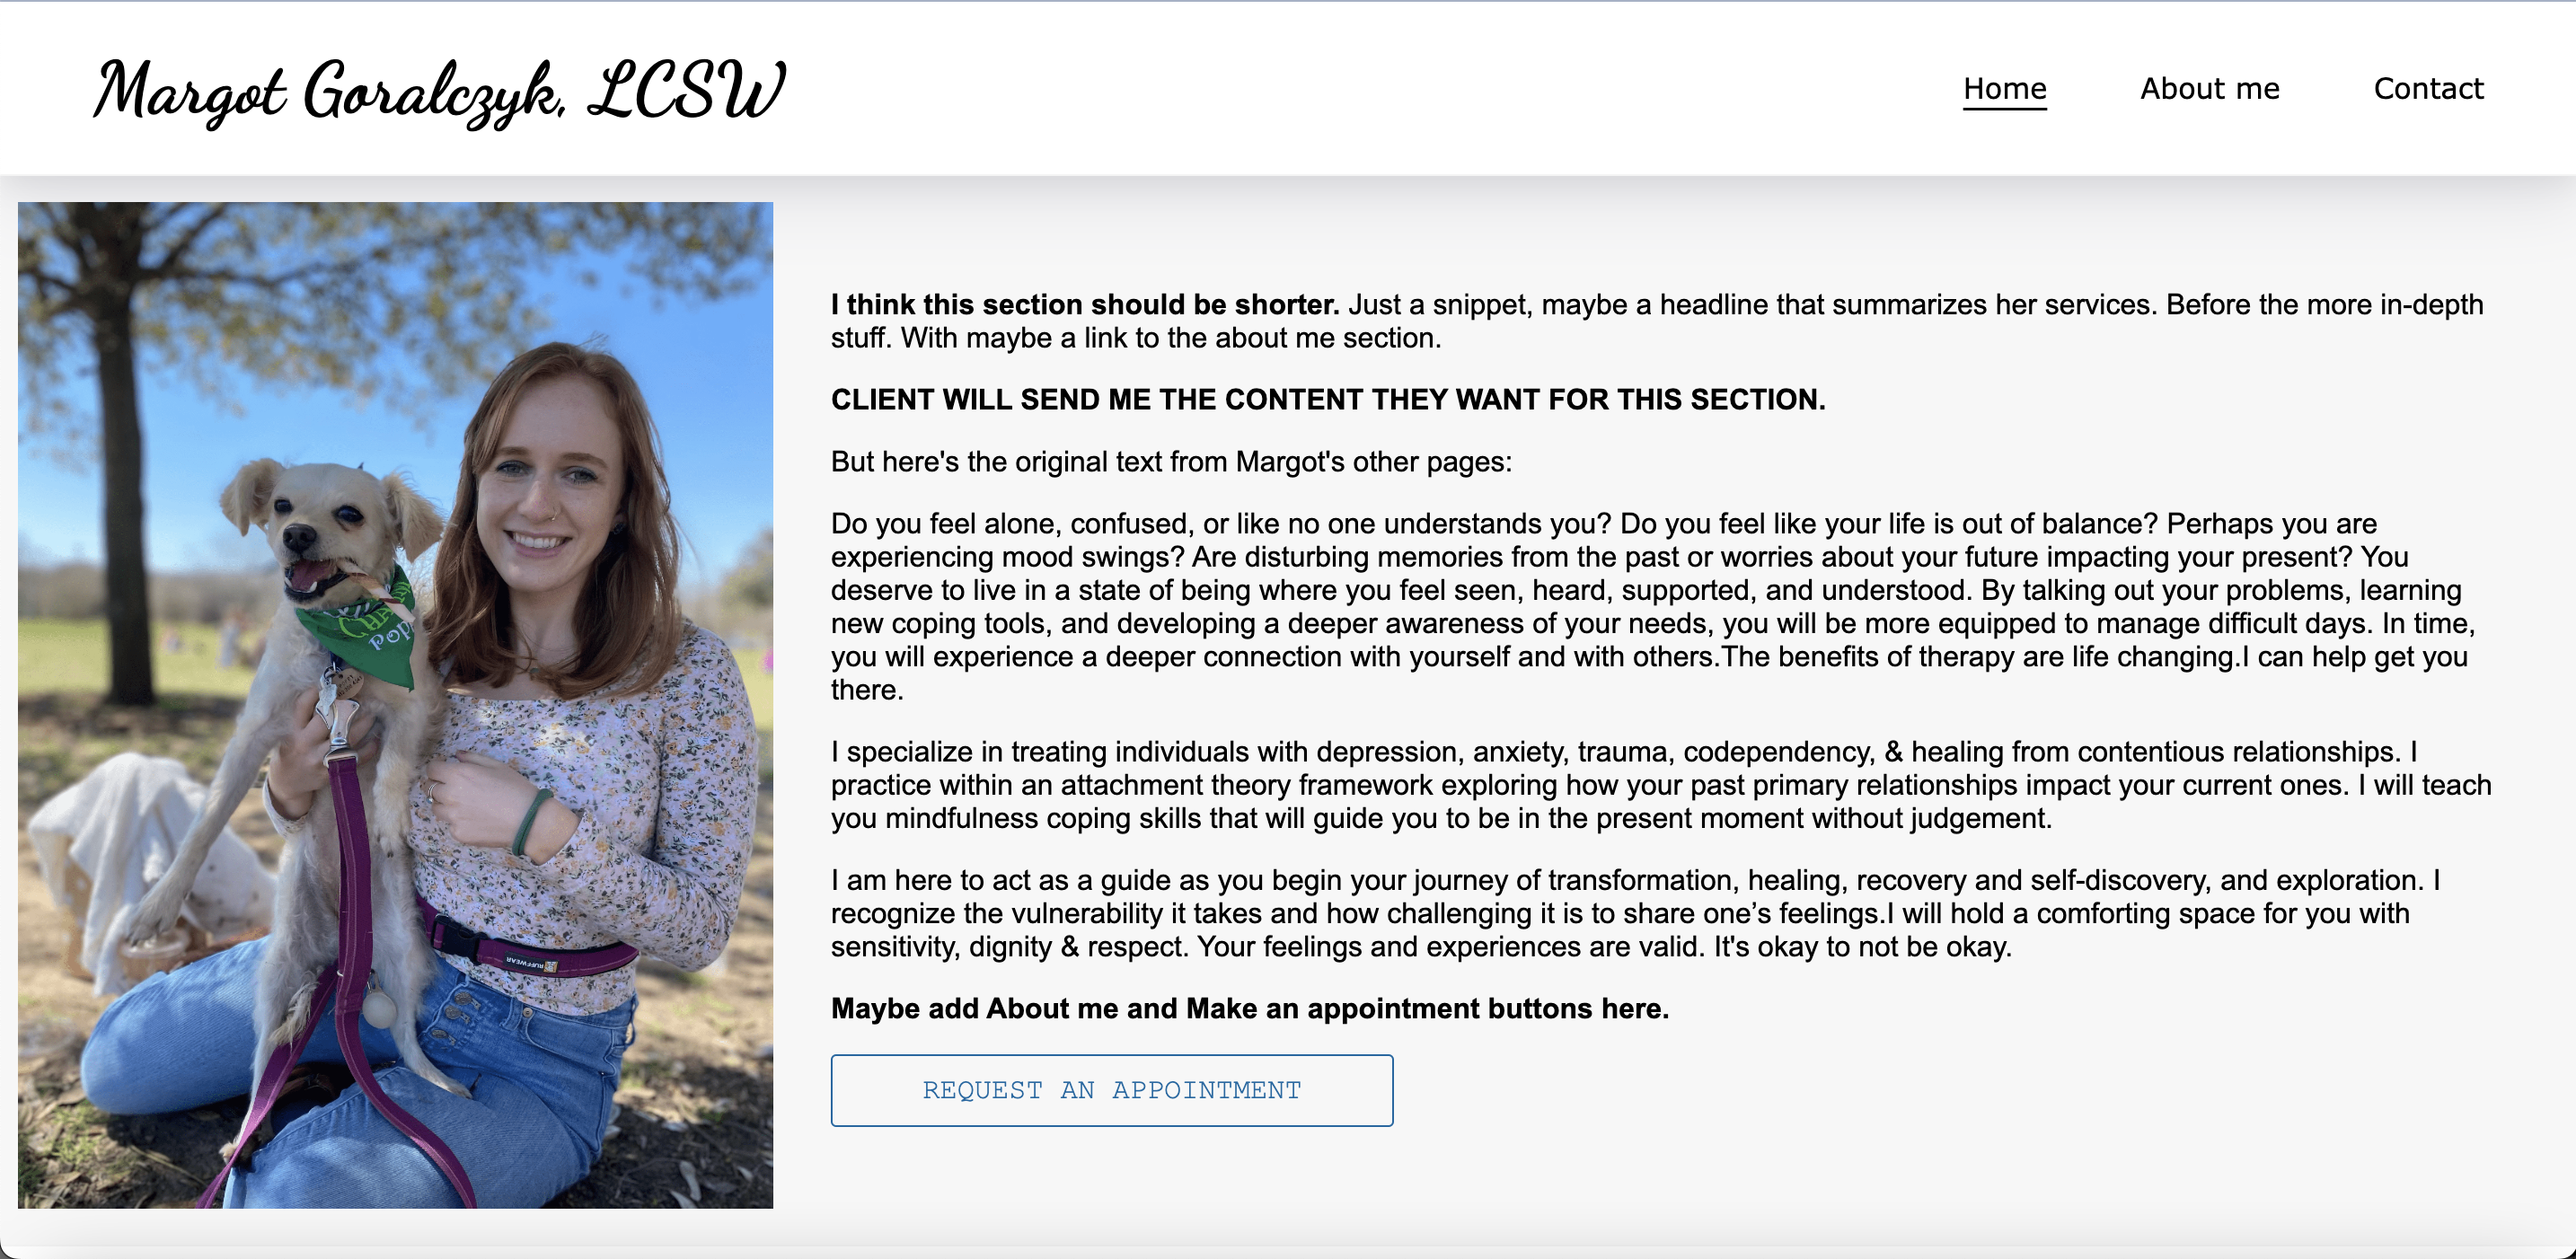 Margot Goralczyk, LCSW
Home
About me
Contact
I think this section should be shorter. Just a snippet, maybe a headline that summarizes her services. Before the more in-depth
stuff. With maybe a link to the about me section.
CLIENT WILL SEND ME THE CONTENT THEY WANT FOR THIS SECTION.
But here's the original text from Margot's other pages:
Do you feel alone, confused, or like no one understands you? Do you feel like your life is out of balance? Perhaps you are
experiencing mood swings? Are disturbing memories from the past or worries about your future impacting your present? You
deserve to live in a state of being where you feel seen, heard, supported, and understood. By talking out your problems, learning
new coping tools, and developing a deeper awareness of your needs, you will be more equipped to manage difficult days. In time,
you will experience a deeper connection with yourself and with others.The benefits of therapy are life changing.I can help get you
there.
I specialize in treating individuals with depression, anxiety, trauma, codependency, & healing from contentious relationships. I
practice within an attachment theory framework exploring how your past primary relationships impact your current ones. I will teach
you mindfulness coping skills that will guide you to be in the present moment without judgement.
I am here to act as a guide as you begin your journey of transformation, healing, recovery and self-discovery, and exploration. I
recognize the vulnerability it takes and how challenging it is to share one’s feelings.I will hold a comforting space for you with
sensitivity, dignity & respect. Your feelings and experiences are valid. It's okay to not be okay.
Maybe add About me and Make an appointment buttons here.
REQUEST AN APPOINTMENT
RUFFWEAR